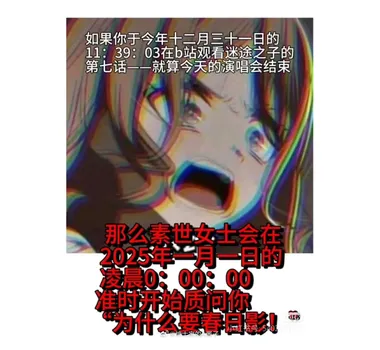 如果你于今年十二月三十一日的
11：39：03在b站观看迷途之子的
第七话——就算今天的演唱会结束
那么素世女士会在
2025年一月一日的
凌晨0：00：00
准时开始质问你
“为什么要春日影！